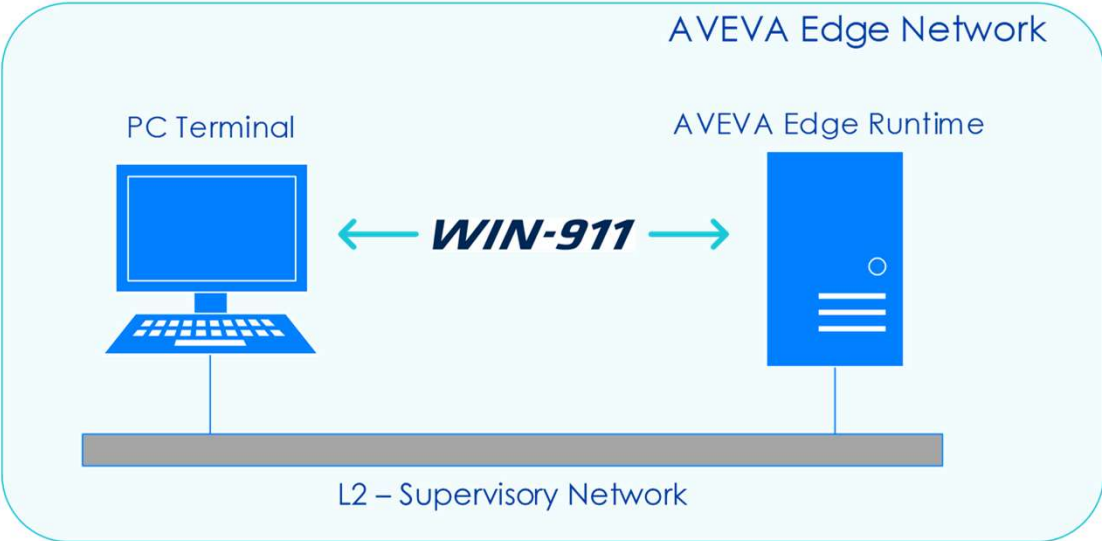 AVEVA Edge Network
PC Terminal
AVEVA Edge Runtime
WIN-911
L2 – Supervisory Network